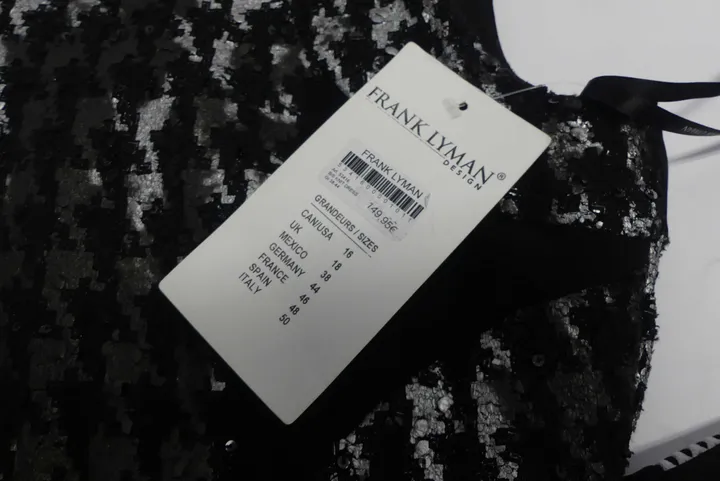 FRANK LYMAN®
DESIGN
FRANK LYMAN
149,95€
GRANDEURS / SIZES
CAN/USA 16
UK 18
MEXICO 38
GERMANY 44
FRANCE 46
SPAIN 48
ITALY 50